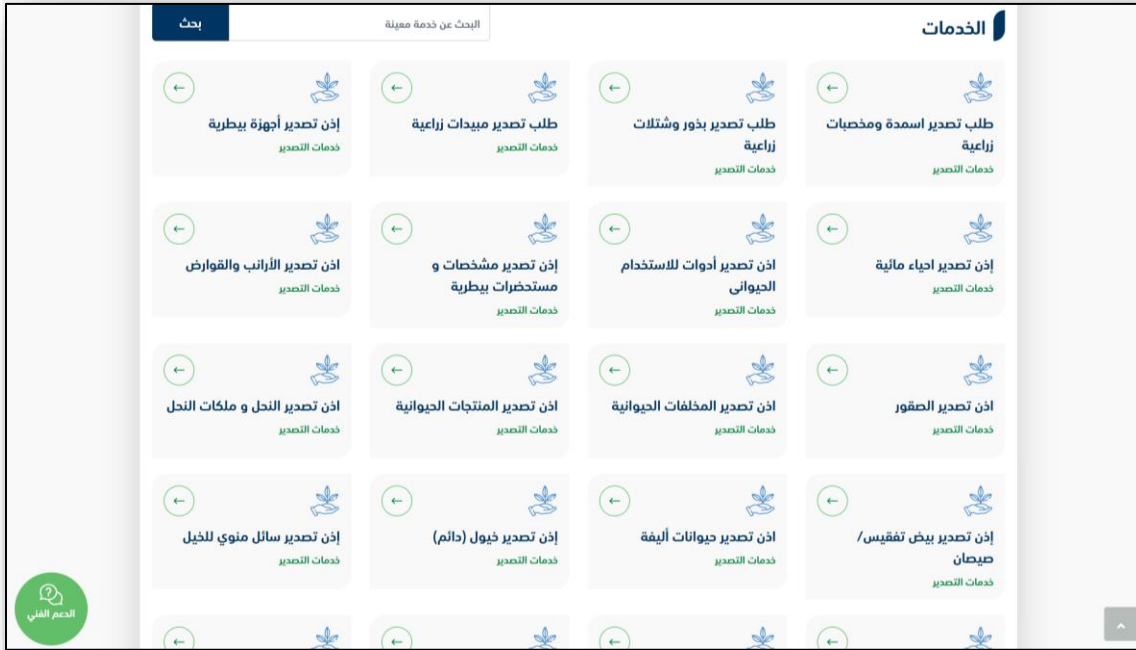 الخدمات
البحث عن خدمة معينة
بحث
طلب تصدير اسمدة ومخصبات
زراعية
خدمات التصدير
طلب تصدير بذور وشتلات
زراعية
خدمات التصدير
طلب تصدير مبيدات زراعية
خدمات التصدير
إذن تصدير أجهزة بيطرية
خدمات التصدير
إذن تصدير احياء مائية
خدمات التصدير
اذن تصدير أدوات للاستخدام
الحيواني
خدمات التصدير
إذن تصدير مشخصات و
مستحضرات بيطرية
خدمات التصدير
اذن تصدير الأرانب والقوارض
خدمات التصدير
اذن تصدير الصقور
خدمات التصدير
اذن تصدير المخلفات الحيوانية
خدمات التصدير
اذن تصدير المنتجات الحيوانية
خدمات التصدير
اذن تصدير النحل و ملكات النحل
خدمات التصدير
إذن تصدير بيض تفقيس/
صيصان
خدمات التصدير
اذن تصدير حيوانات أليفة
خدمات التصدير
إذن تصدير خيول (دائم)
خدمات التصدير
إذن تصدير سائل منوي للخيل
خدمات التصدير
الدعم الفني